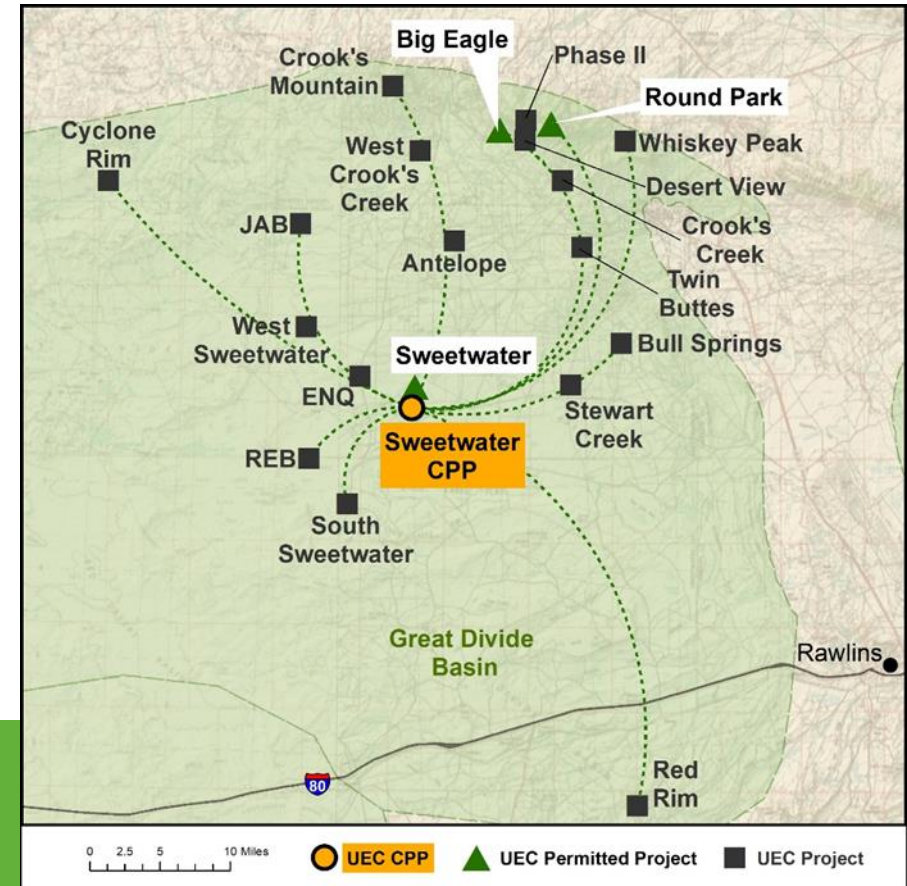 Big Eagle
Phase II
Crook's
Mountain
Round Park
Cyclone
Rim
West
Crook's
Creek
Whiskey Peak
Desert View
JAB
Antelope
Crook's
Creek
Twin
Buttes
West
Sweetwater
Sweetwater
Bull Springs
ENQ
Stewart
Creek
Sweetwater
CPP
REB
South
Sweetwater
Great Divide
Basin
Rawlins
80
Red
Rim
0 2.5 5 10 Miles
UEC CPP
UEC Permitted Project
UEC Project